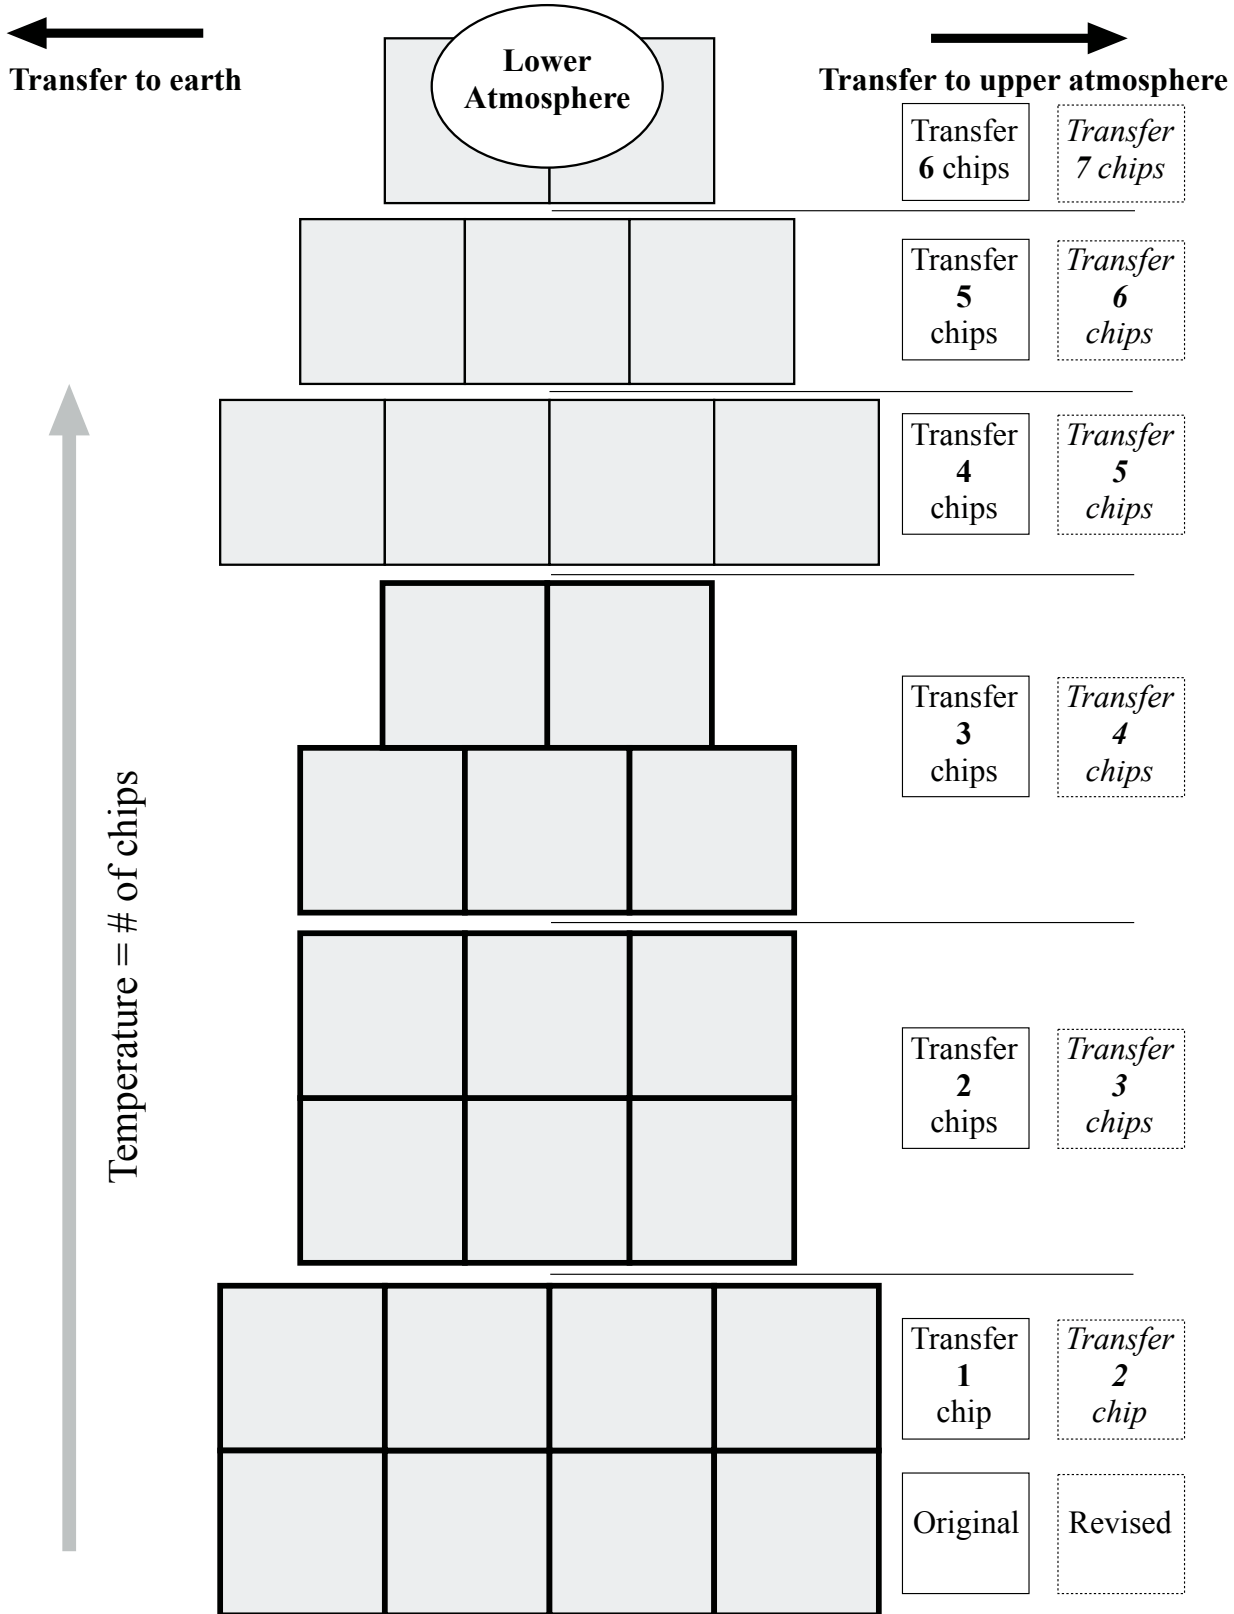 Transfer to earth
Lower
Atmosphere
Transfer to upper atmosphere
Transfer
6 chips
Transfer
7 chips
Transfer
5
chips
Transfer
6
chips
Transfer
4
chips
Transfer
5
chips
Transfer
3
chips
Transfer
4
chips
Temperature = # of chips
Transfer
2
chips
Transfer
3
chips
Transfer
1
chip
Transfer
2
chip
Original
Revised